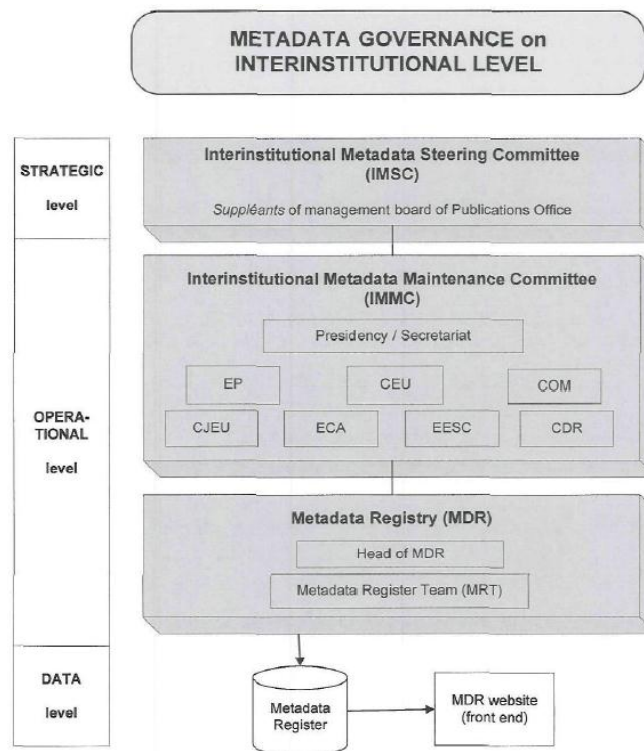 METADATA GOVERNANCE on
INTERINSTITUTIONAL LEVEL
STRATEGIC
level
Interinstitutional Metadata Steering Committee
(IMSC)
Suppléants of management board of Publications Office
OPERA-
TIONAL
level
Interinstitutional Metadata Maintenance Committee
(IMMC)
Presidency / Secretariat
EP
CEU
COM
CJEU
ECA
EESC
CDR
Metadata Registry (MDR)
Head of MDR
Metadata Register Team (MRT)
DATA
level
Metadata
Register
MDR website
(front end)